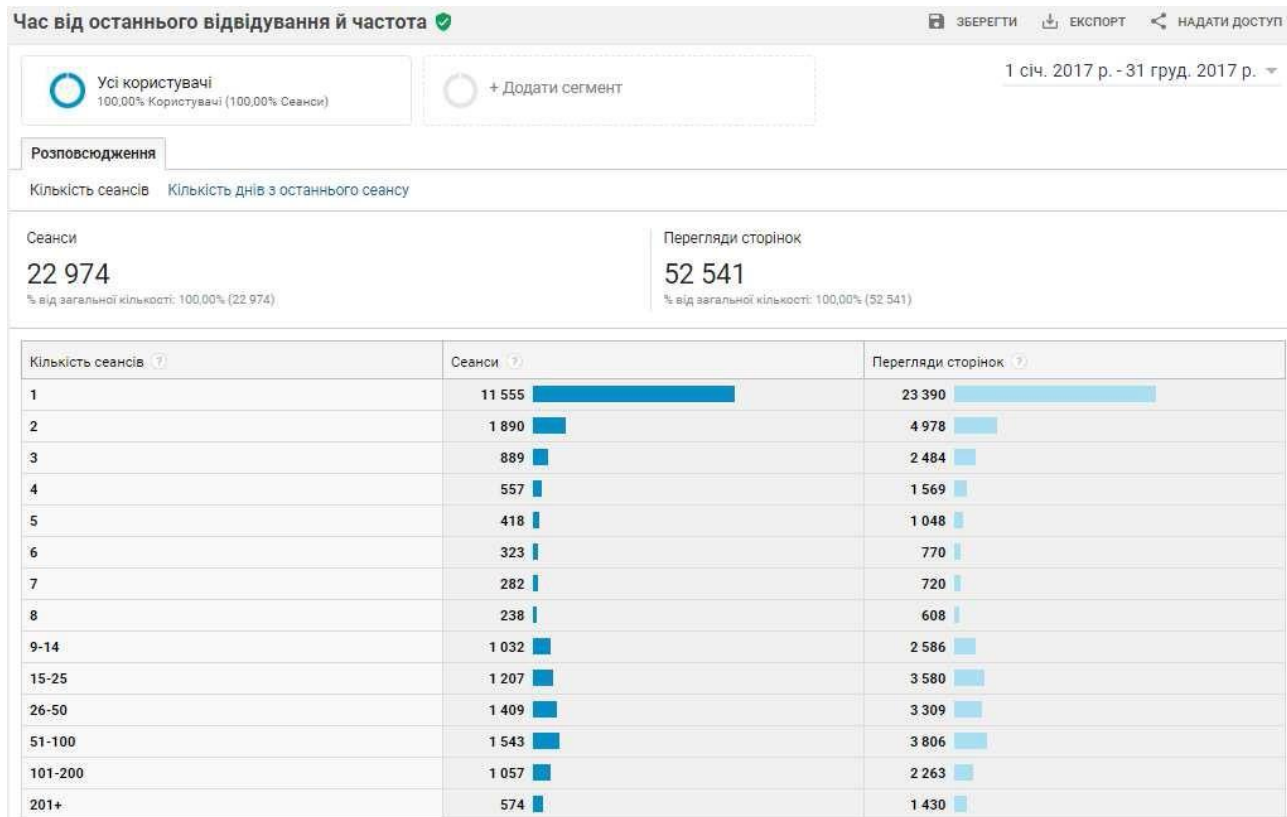 Час від останнього відвідування й частота
ЗБЕРЕГТИ ЕКСПОРТ НАДАТИ ДОСТУП
Усі користувачі
100,00% Користувачі (100,00% Сеанси)
+ Додати сегмент
1 січ. 2017 р. - 31 груд. 2017 р.
Розповсюдження
Кількість сеансів Кількість днів з останнього сеансу
Сеанси Перегляди сторінок
22 974 52 541
% від загальної кількості: 100,00% (22 974) % від загальної кількості: 100,00% (52 541)
Кількість сеансів ? Сеанси ? Перегляди сторінок ?
1 11 555 23 390
2 1 890 4 978
3 889 2 484
4 557 1 569
5 418 1 048
6 323 770
7 282 720
8 238 608
9-14 1 032 2 586
15-25 1 207 3 580
26-50 1 409 3 309
51-100 1 543 3 806
101-200 1 057 2 263
201+ 574 1 430